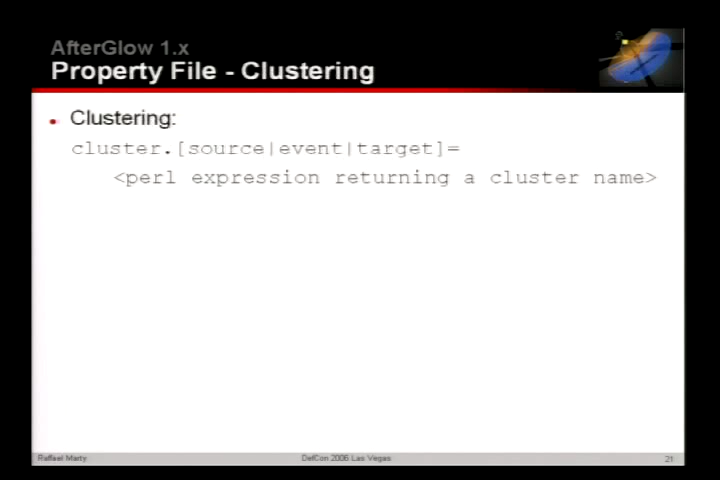 AfterGlow 1.x
Property File - Clustering
• Clustering:
cluster.[source|event|target]=
<perl expression returning a cluster name>
Raffael Marty
DefCon 2006 Las Vegas
21